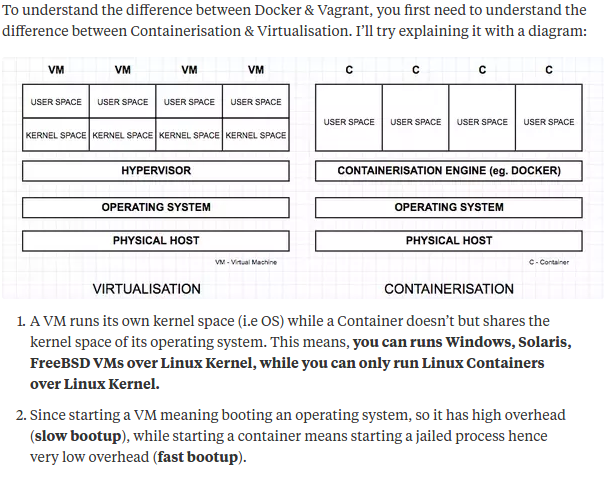 To understand the difference between Docker & Vagrant, you first need to understand the
difference between Containerisation & Virtualisation. I'll try explaining it with a diagram:
VM VM VM VM
USER SPACE USER SPACE USER SPACE USER SPACE
KERNEL SPACE KERNEL SPACE KERNEL SPACE KERNEL SPACE
HYPERVISOR
OPERATING SYSTEM
PHYSICAL HOST
VM - Virtual Machine
VIRTUALISATION
C C C C
USER SPACE USER SPACE USER SPACE USER SPACE
CONTAINERISATION ENGINE (eg. DOCKER)
OPERATING SYSTEM
PHYSICAL HOST
C - Container
CONTAINERISATION
1. A VM runs its own kernel space (i.e OS) while a Container doesn't but shares the
kernel space of its operating system. This means, you can runs Windows, Solaris,
FreeBSD VMs over Linux Kernel, while you can only run Linux Containers
over Linux Kernel.
2. Since starting a VM meaning booting an operating system, so it has high overhead
(slow bootup), while starting a container means starting a jailed process hence
very low overhead (fast bootup).